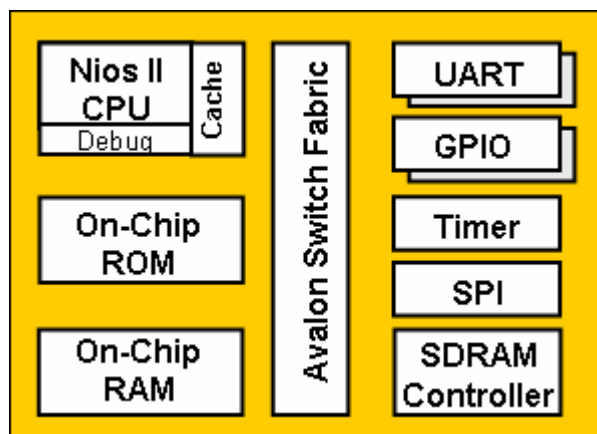 Nios II
CPU
Debug
Cache
On-Chip
ROM
On-Chip
RAM
Avalon Switch Fabric
UART
GPIO
Timer
SPI
SDRAM
Controller